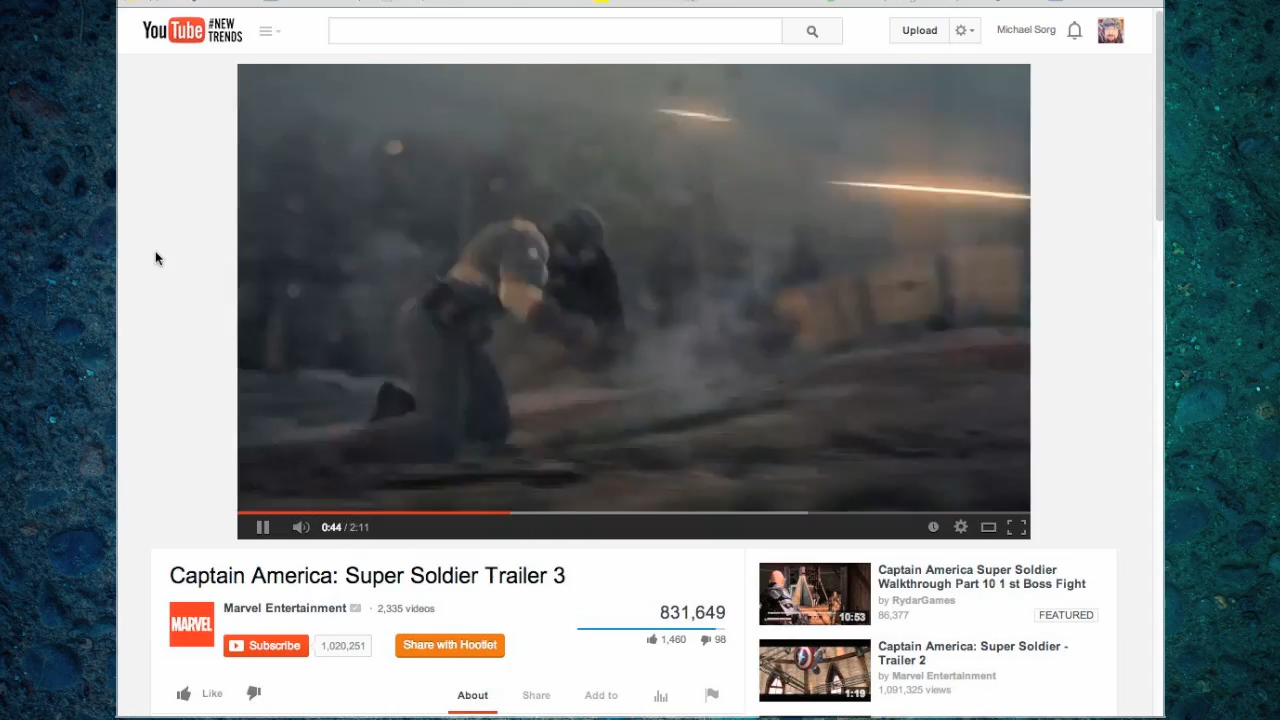 YouTube #NEW TRENDS
Upload
Michael Sorg
0:44 / 2:11
Captain America: Super Soldier Trailer 3
MARVEL
Marvel Entertainment · 2,335 videos
Subscribe 1,020,251
Share with Hootlet
831,649
1,460 98
Like
About Share Add to
10:53
Captain America Super Soldier
Walkthrough Part 10 1 st Boss Fight
by RydarGames
86,377 FEATURED
1:19
Captain America: Super Soldier -
Trailer 2
by Marvel Entertainment
1,091,325 views